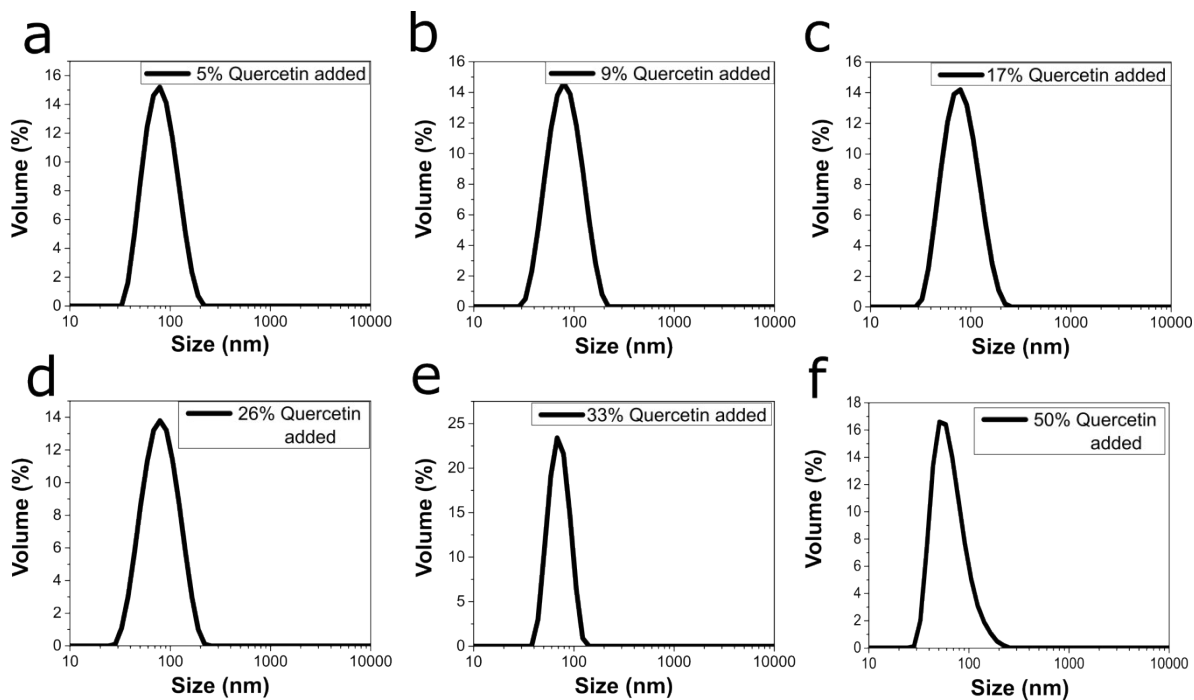 a
5% Quercetin added
16
14
12
10
8
6
4
2
0
Volume (%)
10 100 1000 10000
Size (nm)
b
9% Quercetin added
16
14
12
10
8
6
4
2
0
Volume (%)
10 100 1000 10000
Size (nm)
c
17% Quercetin added
16
14
12
10
8
6
4
2
0
Volume (%)
10 100 1000 10000
Size (nm)
d
26% Quercetin
added
14
12
10
8
6
4
2
0
Volume (%)
10 100 1000 10000
Size (nm)
e
33% Quercetin added
25
20
15
10
5
0
Volume (%)
10 100 1000 10000
Size (nm)
f
50% Quercetin
added
18
16
14
12
10
8
6
4
2
0
Volume (%)
10 100 1000 10000
Size (nm)